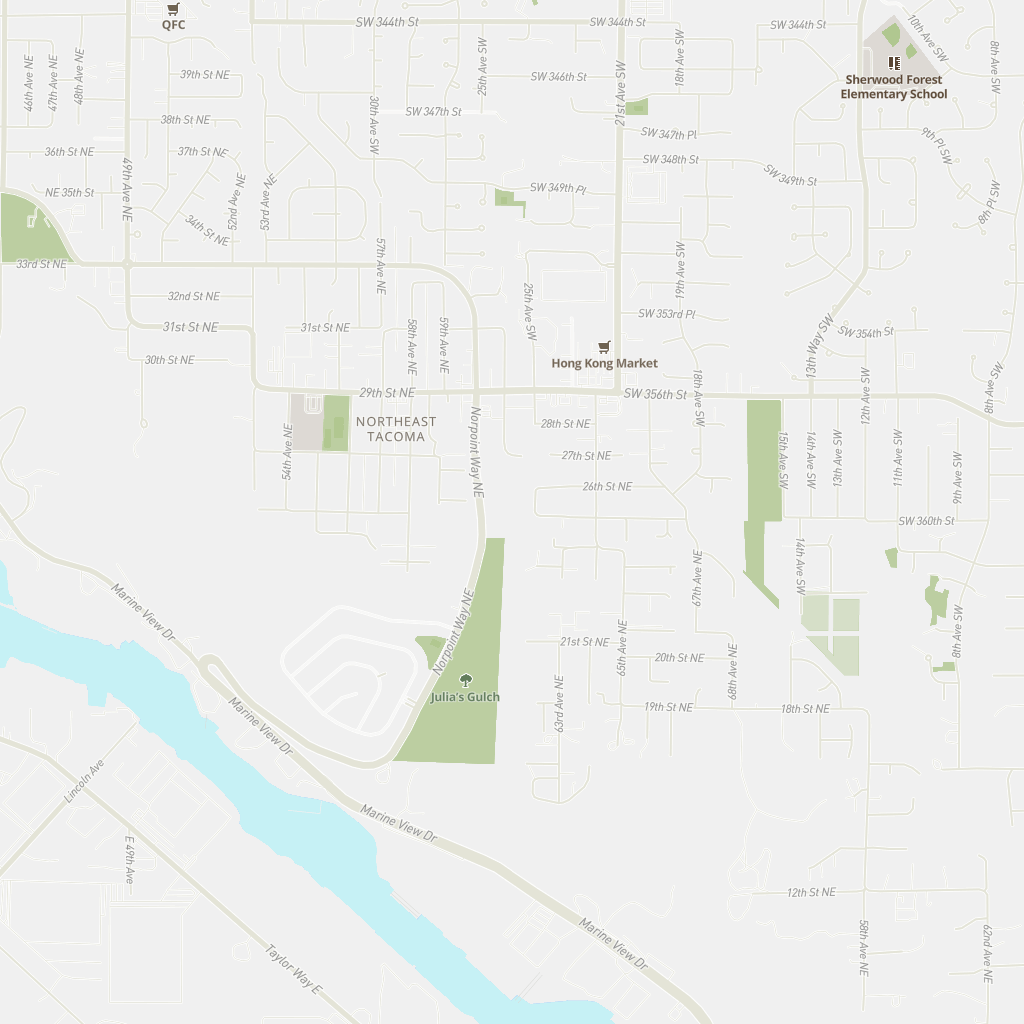 QFC
SW 344th St
SW 344th St
SW 344th St
10th Ave SW
8th Ave SW
46th Ave NE
47th Ave NE
48th Ave NE
39th St NE
25th Ave SW
SW 346th St
18th Ave SW
21st Ave SW
Sherwood Forest
Elementary School
30th Ave SW
SW 347th St
38th St NE
SW 347th Pl
9th Pl SW
36th St NE
37th St NE
49th Ave NE
SW 348th St
SW 349th St
NE 35th St
52nd Ave NE
53rd Ave NE
SW 349th Pl
8th Pl SW
34th St NE
33rd St NE
57th Ave NE
19th Ave SW
32nd St NE
25th Ave SW
31st St NE
31st St NE
58th Ave NE
59th Ave NE
SW 353rd Pl
13th Way SW
SW 354th St
30th St NE
Hong Kong Market
29th St NE
SW 356th St
18th Ave SW
12th Ave SW
8th Ave SW
NORTHEAST
TACOMA
28th St NE
54th Ave NE
Norpoint Way NE
27th St NE
15th Ave SW
14th Ave SW
13th Ave SW
11th Ave SW
9th Ave SW
26th St NE
SW 360th St
14th Ave SW
67th Ave NE
Marine View Dr
Norpoint Way NE
21st St NE
65th Ave NE
20th St NE
68th Ave NE
8th Ave SW
Julia's Gulch
63rd Ave NE
19th St NE
18th St NE
Marine View Dr
Lincoln Ave
Marine View Dr
E 49th Ave
12th St NE
Marine View Dr
58th Ave NE
62nd Ave NE
Taylor Way E